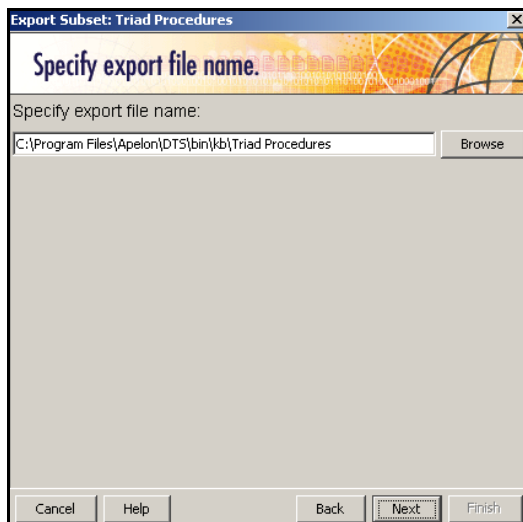 Export Subset: Triad Procedures
Specify export file name.
Specify export file name:
C:\Program Files\Apelon\DTS\bin\kb\Triad Procedures
Browse
Cancel Help Back Next Finish